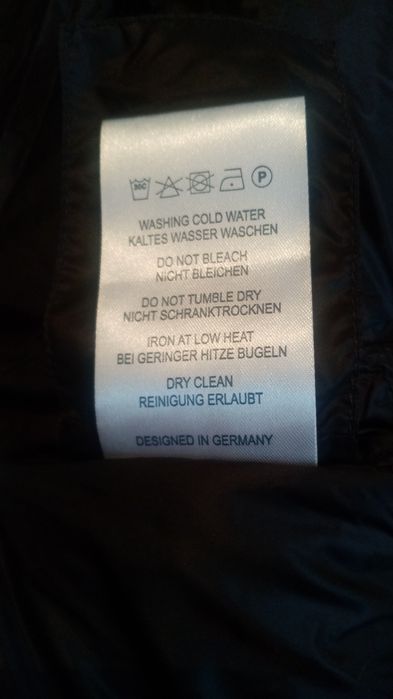 30C P
WASHING COLD WATER
KALTES WASSER WASCHEN
DO NOT BLEACH
NICHT BLEICHEN
DO NOT TUMBLE DRY
NICHT SCHRANKTROCKNEN
IRON AT LOW HEAT
BEI GERINGER HITZE BUGELN
DRY CLEAN
REINIGUNG ERLAUBT
DESIGNED IN GERMANY